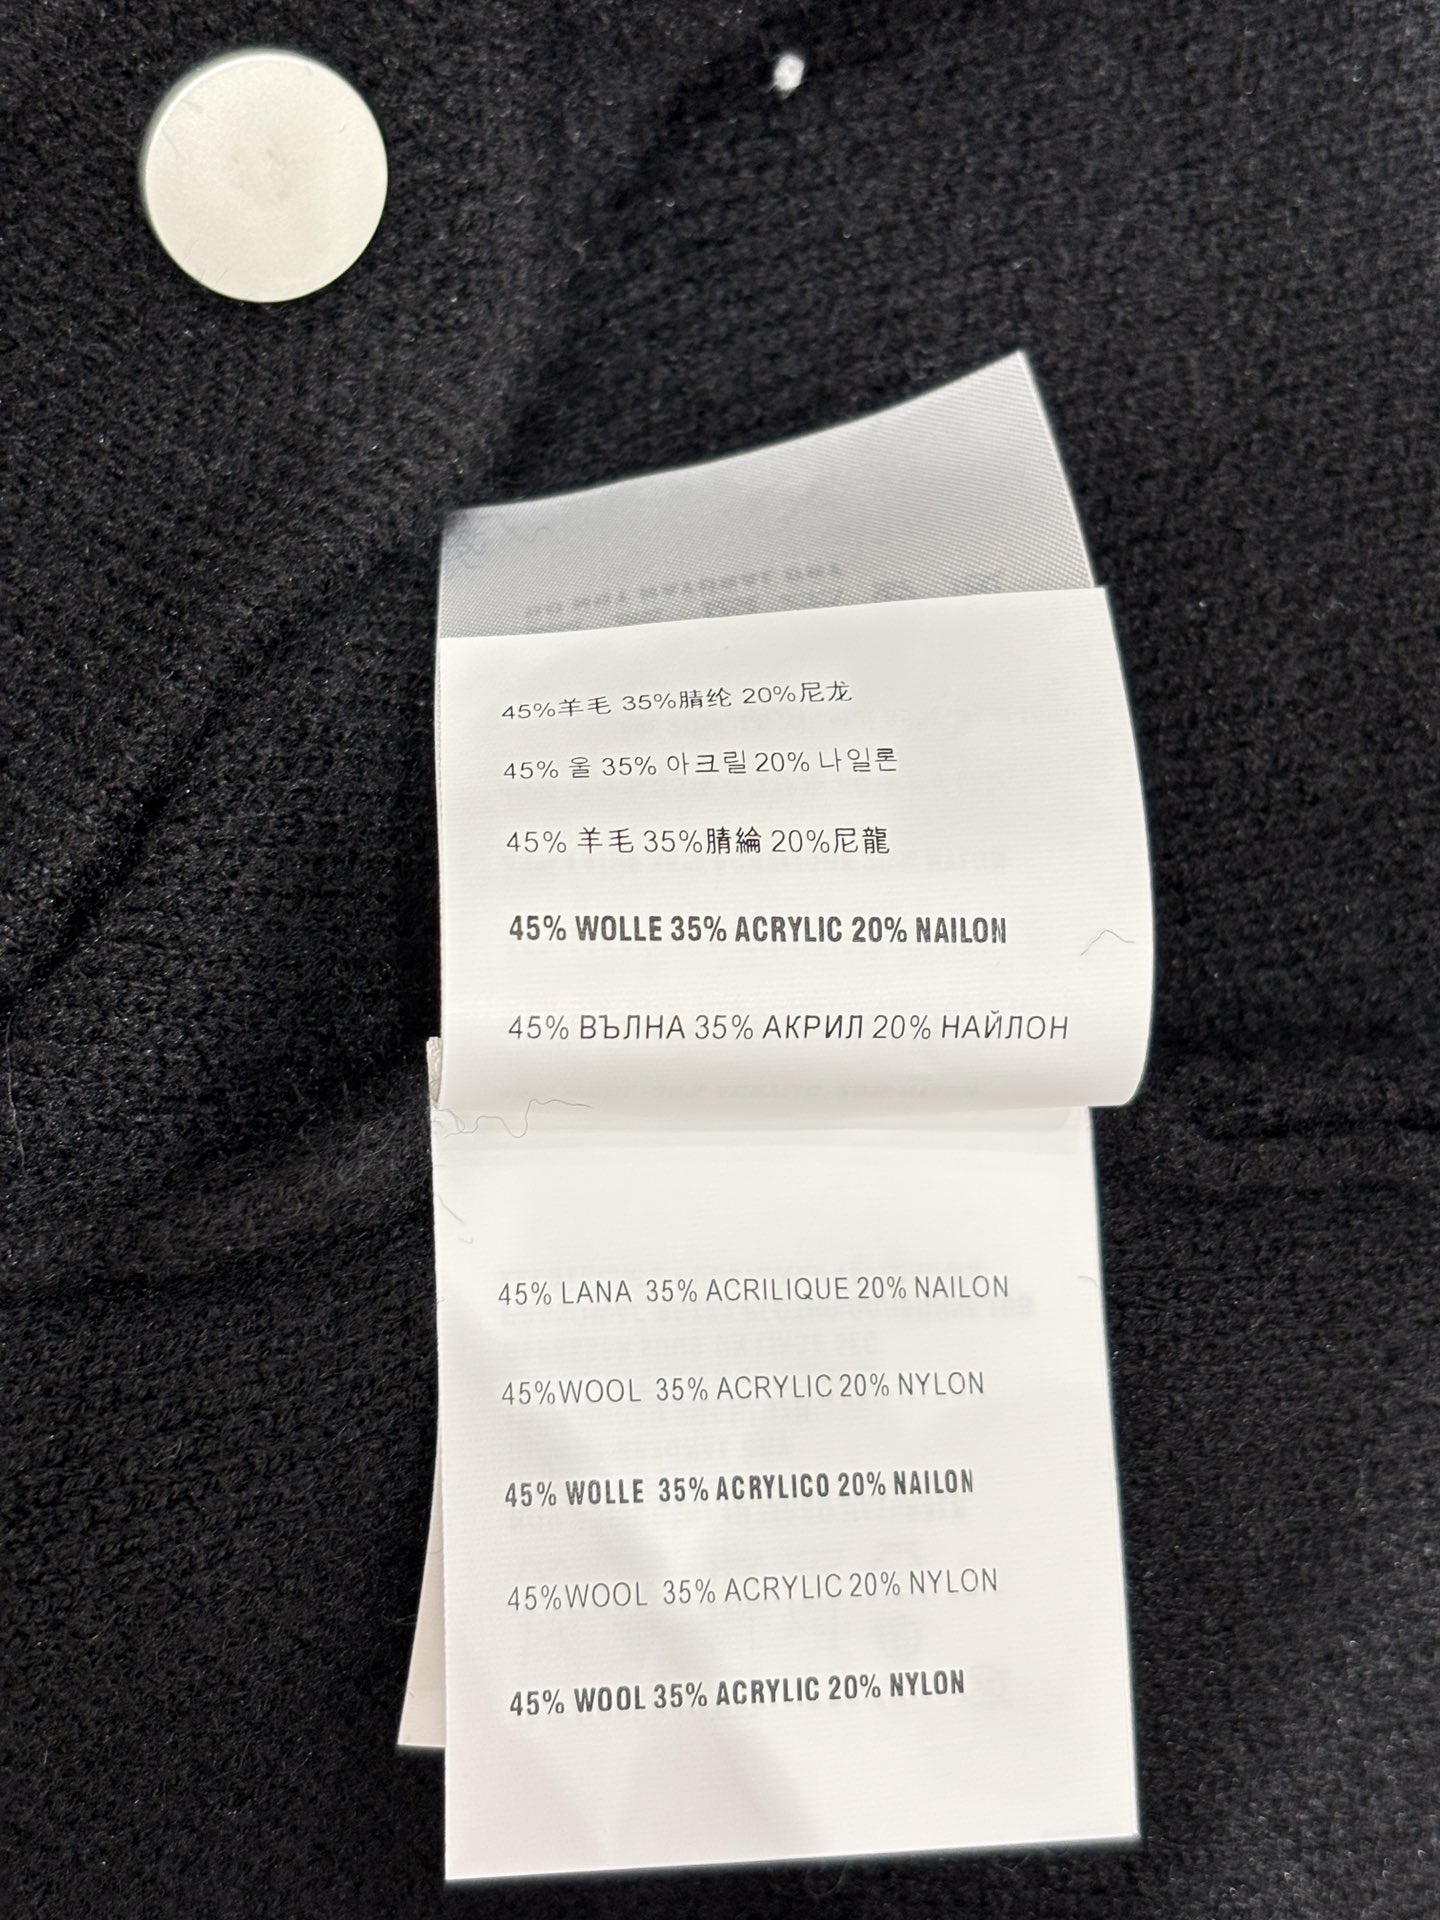 45%羊毛 35%腈纶 20%尼龙
45% 울 35% 아크릴 20% 나일론
45% 羊毛 35%腈綸 20%尼龍
45% WOLLE 35% ACRYLIC 20% NAILON
45% ВЪЛНА 35% АКРИЛ 20% НАЙЛОН
45% LANA 35% ACRILIQUE 20% NAILON
45%WOOL 35% ACRYLIC 20% NYLON
45% WOLLE 35% ACRYLICO 20% NAILON
45%WOOL 35% ACRYLIC 20% NYLON
45% WOOL 35% ACRYLIC 20% NYLON